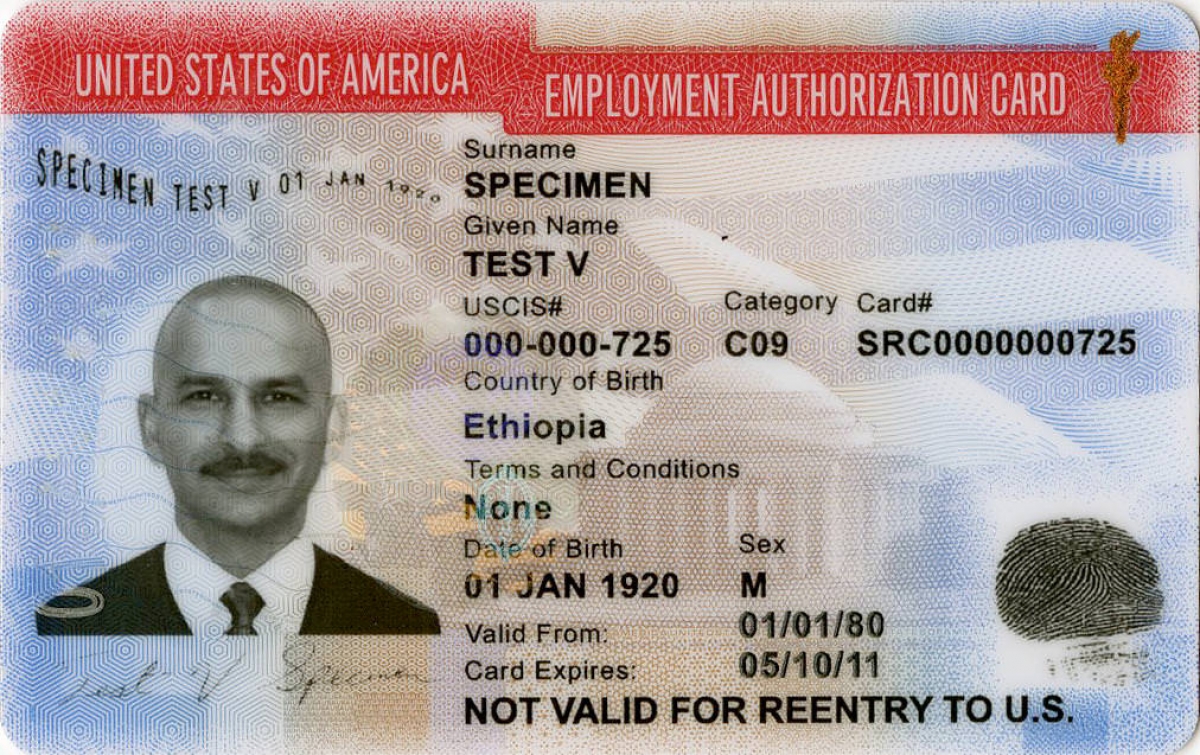 UNITED STATES OF AMERICA
EMPLOYMENT AUTHORIZATION CARD
SPECIMEN TEST V 01 JAN 1920
Surname
SPECIMEN
Given Name
TEST V
USCIS# Category Card#
000-000-725 C09 SRC0000000725
Country of Birth
Ethiopia
Terms and Conditions
None
Date of Birth Sex
01 JAN 1920 M
Valid From: 01/01/80
Card Expires: 05/10/11
NOT VALID FOR REENTRY TO U.S.
Test V Specimen